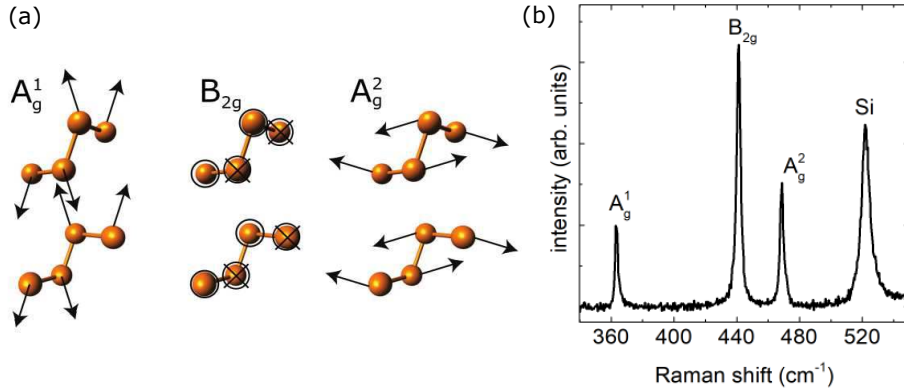 (a)
A¹g
B2g
A²g
(b)
B2g
Si
A²g
A¹g
intensity (arb. units)
360 400 440 480 520
Raman shift (cm⁻¹)